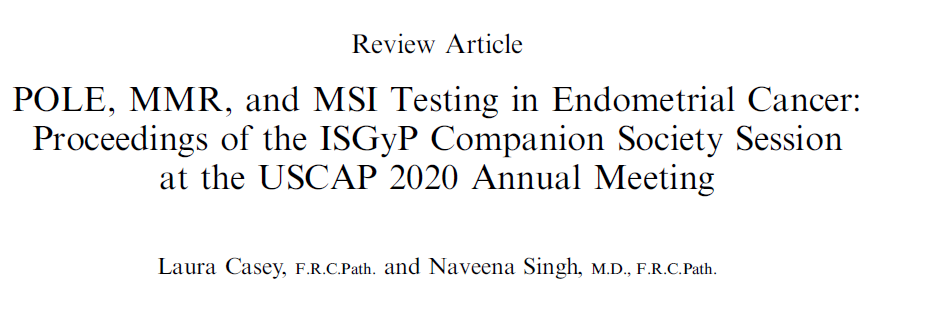 Review Article
POLE, MMR, and MSI Testing in Endometrial Cancer:
Proceedings of the ISGyP Companion Society Session
at the USCAP 2020 Annual Meeting
Laura Casey, F.R.C.Path. and Naveena Singh, M.D., F.R.C.Path.